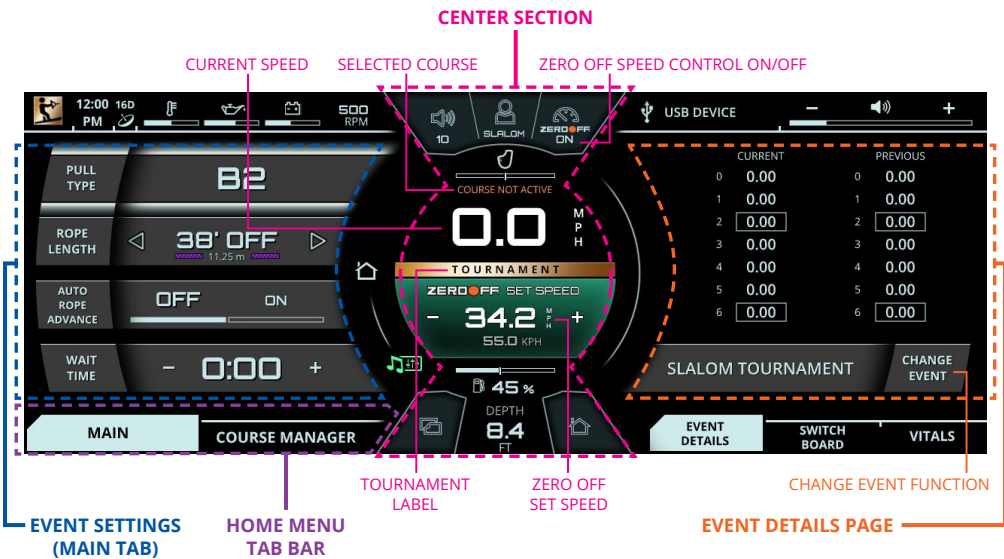 CENTER SECTION
CURRENT SPEED
SELECTED COURSE
ZERO OFF SPEED CONTROL ON/OFF
12:00 PM
16D
500 RPM
10
SLALOM
ZEROOFF
ON
USB DEVICE
–
+
PULL TYPE
B2
ROPE LENGTH
38' OFF
11.25 m
AUTO ROPE ADVANCE
OFF
ON
WAIT TIME
–
0:00
+
MAIN
COURSE MANAGER
COURSE NOT ACTIVE
0.0
MPH
TOURNAMENT
ZEROOFF SET SPEED
–
34.2
MPH
+
55.0 KPH
45 %
DEPTH
8.4
FT
CURRENT PREVIOUS
0 0.00 0 0.00
1 0.00 1 0.00
2 0.00 2 0.00
3 0.00 3 0.00
4 0.00 4 0.00
5 0.00 5 0.00
6 0.00 6 0.00
SLALOM TOURNAMENT
CHANGE EVENT
EVENT DETAILS
SWITCH BOARD
VITALS
TOURNAMENT LABEL
ZERO OFF SET SPEED
CHANGE EVENT FUNCTION
EVENT SETTINGS (MAIN TAB)
HOME MENU TAB BAR
EVENT DETAILS PAGE